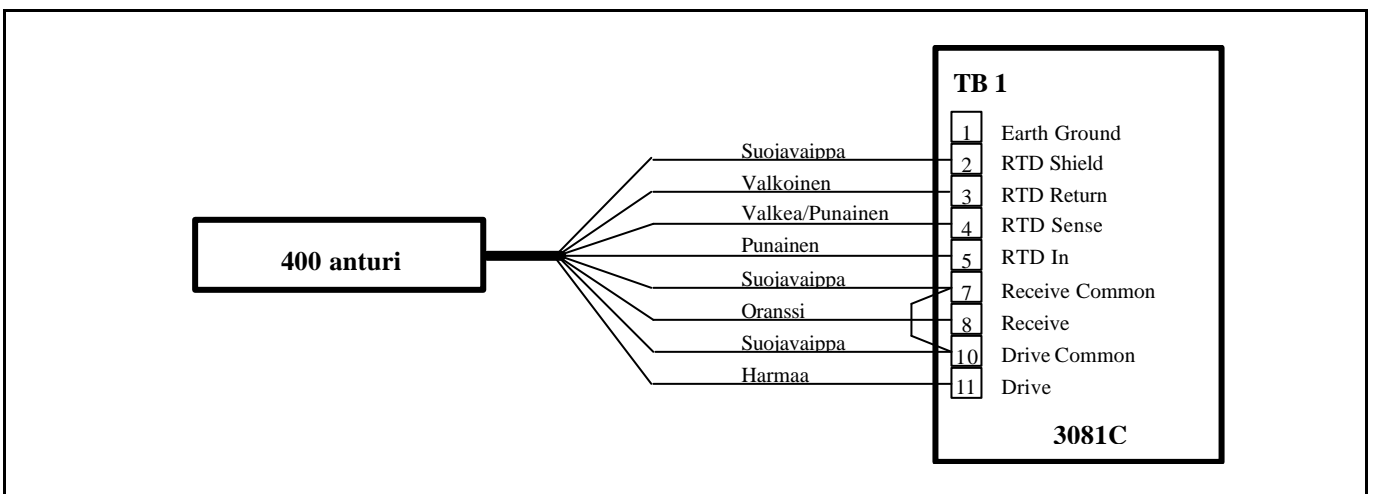 TB 1
1 Earth Ground
Suojavaippa 2 RTD Shield
Valkoinen 3 RTD Return
Valkea/Punainen 4 RTD Sense
400 anturi Punainen 5 RTD In
Suojavaippa 7 Receive Common
Oranssi 8 Receive
Suojavaippa 10 Drive Common
Harmaa 11 Drive
3081C